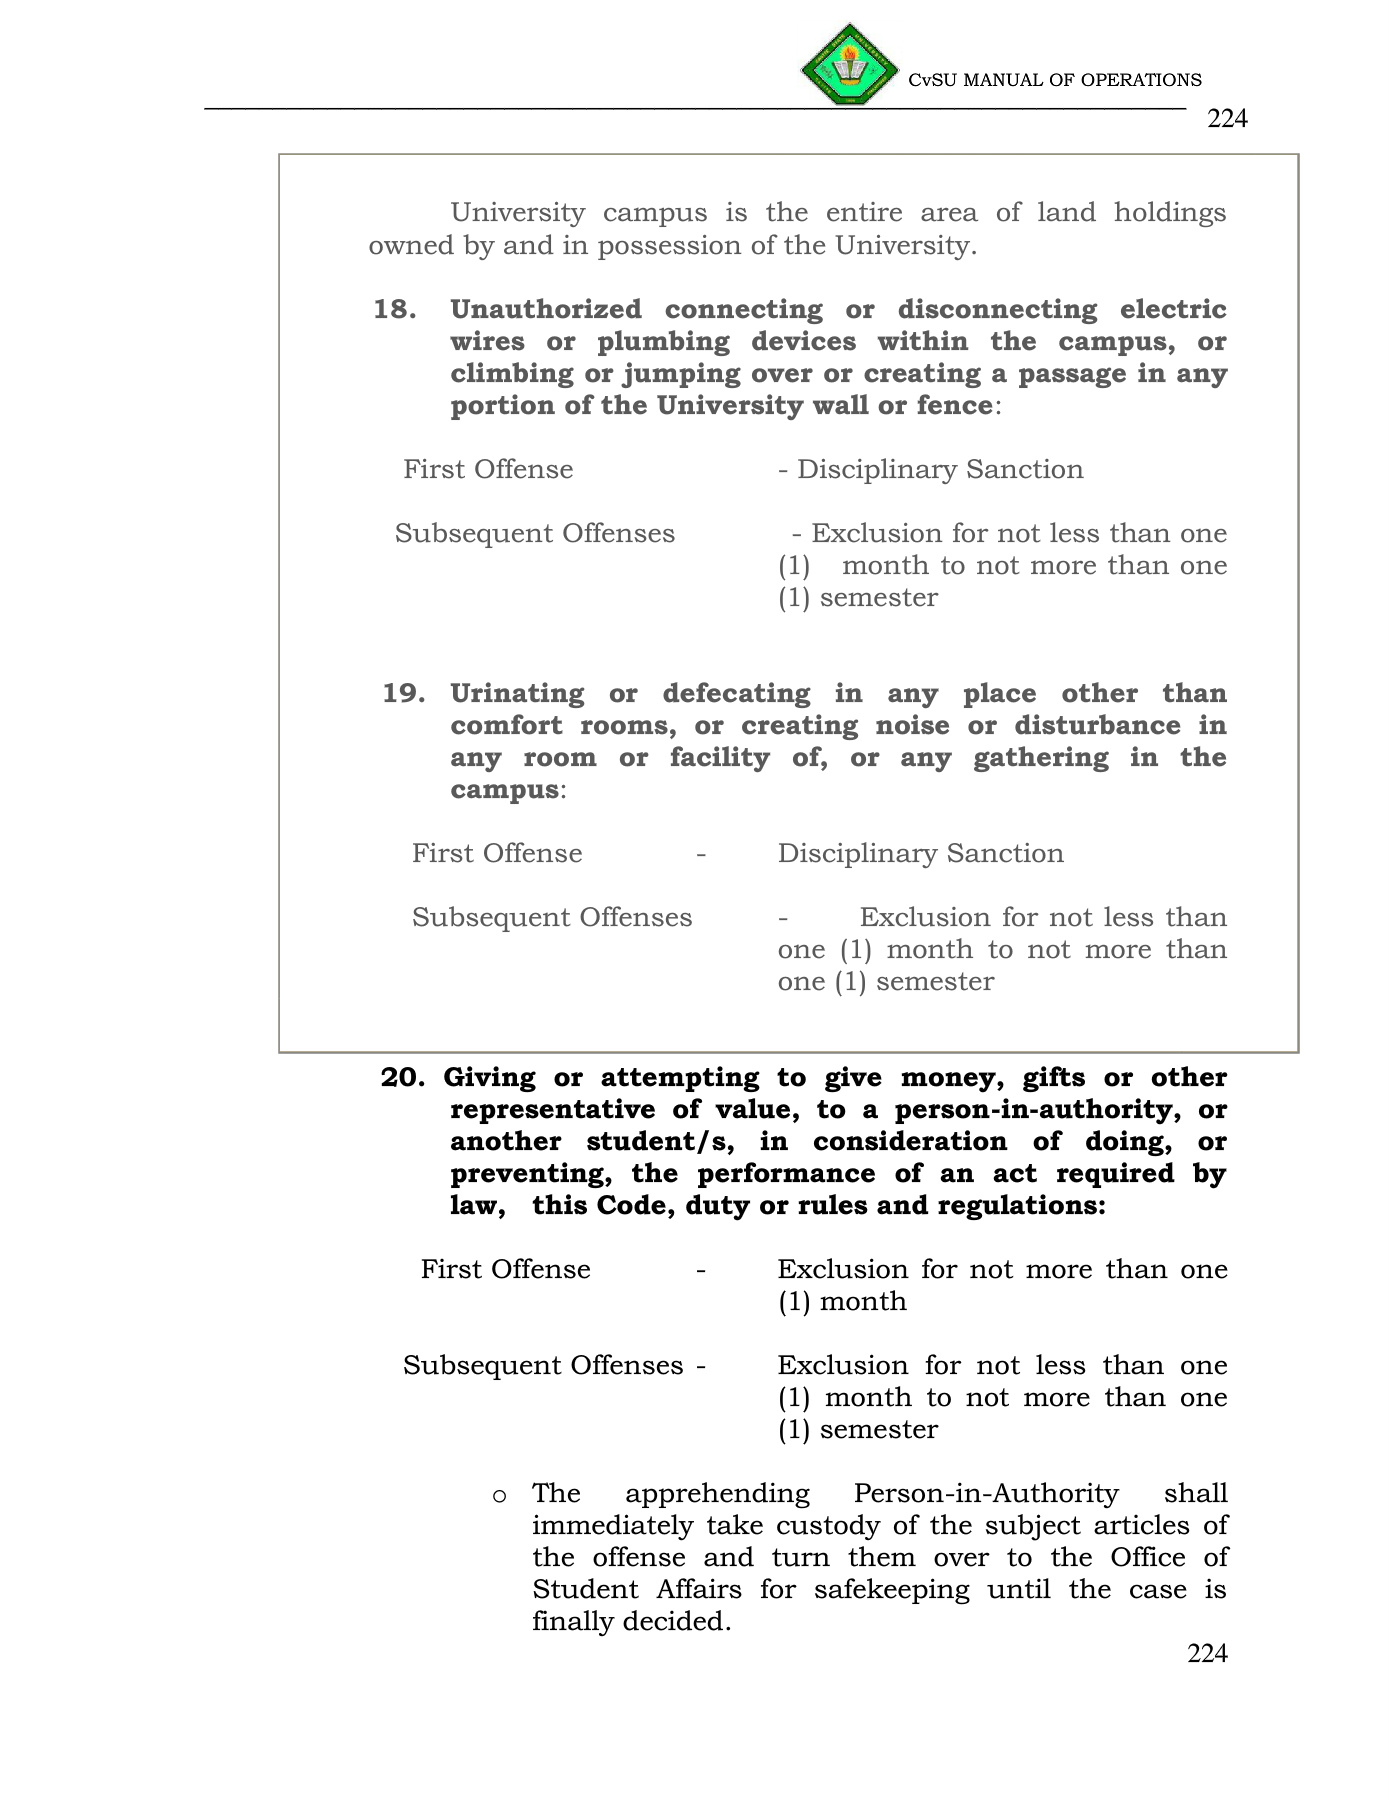 CvSU MANUAL OF OPERATIONS
224
University campus is the entire area of land holdings
owned by and in possession of the University.
18. Unauthorized connecting or disconnecting electric
wires or plumbing devices within the campus, or
climbing or jumping over or creating a passage in any
portion of the University wall or fence:
First Offense - Disciplinary Sanction
Subsequent Offenses - Exclusion for not less than one
(1) month to not more than one
(1) semester
19. Urinating or defecating in any place other than
comfort rooms, or creating noise or disturbance in
any room or facility of, or any gathering in the
campus:
First Offense - Disciplinary Sanction
Subsequent Offenses - Exclusion for not less than
one (1) month to not more than
one (1) semester
20. Giving or attempting to give money, gifts or other
representative of value, to a person-in-authority, or
another student/s, in consideration of doing, or
preventing, the performance of an act required by
law, this Code, duty or rules and regulations:
First Offense - Exclusion for not more than one
(1) month
Subsequent Offenses - Exclusion for not less than one
(1) month to not more than one
(1) semester
o The apprehending Person-in-Authority shall
immediately take custody of the subject articles of
the offense and turn them over to the Office of
Student Affairs for safekeeping until the case is
finally decided.
224